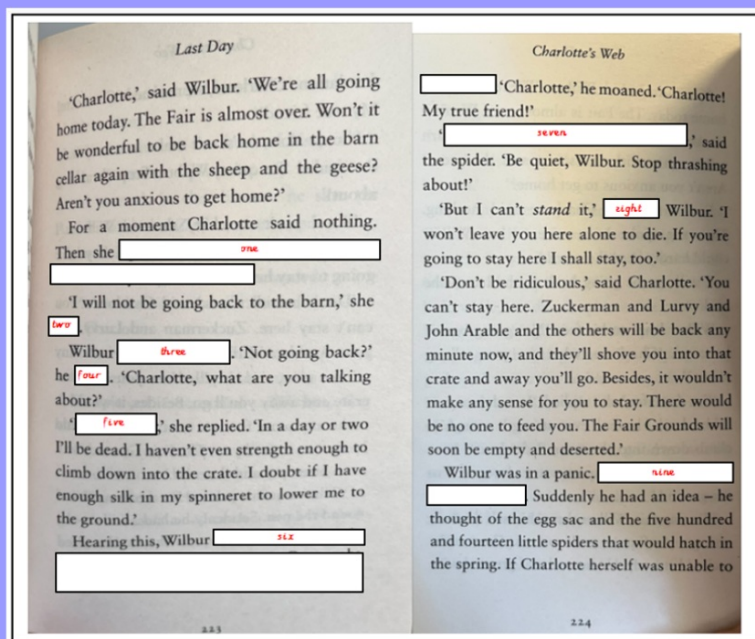 Last Day
'Charlotte,' said Wilbur. 'We're all going
home today. The Fair is almost over. Won't it
be wonderful to be back home in the barn
cellar again with the sheep and the geese?
Aren't you anxious to get home?'
For a moment Charlotte said nothing.
Then she one
'I will not be going back to the barn,' she
two.
Wilbur three. 'Not going back?'
he four. 'Charlotte, what are you talking
about?'
'five,' she replied. 'In a day or two
I'll be dead. I haven't even strength enough to
climb down into the crate. I doubt if I have
enough silk in my spinneret to lower me to
the ground.'
Hearing this, Wilbur six
223
Charlotte's Web
'Charlotte,' he moaned. 'Charlotte!
My true friend!'
'seven,' said
the spider. 'Be quiet, Wilbur. Stop thrashing
about!'
'But I can't stand it,' eight Wilbur. 'I
won't leave you here alone to die. If you're
going to stay here I shall stay, too.'
'Don't be ridiculous,' said Charlotte. 'You
can't stay here. Zuckerman and Lurvy and
John Arable and the others will be back any
minute now, and they'll shove you into that
crate and away you'll go. Besides, it wouldn't
make any sense for you to stay. There would
be no one to feed you. The Fair Grounds will
soon be empty and deserted.'
Wilbur was in a panic. nine
Suddenly he had an idea – he
thought of the egg sac and the five hundred
and fourteen little spiders that would hatch in
the spring. If Charlotte herself was unable to
224